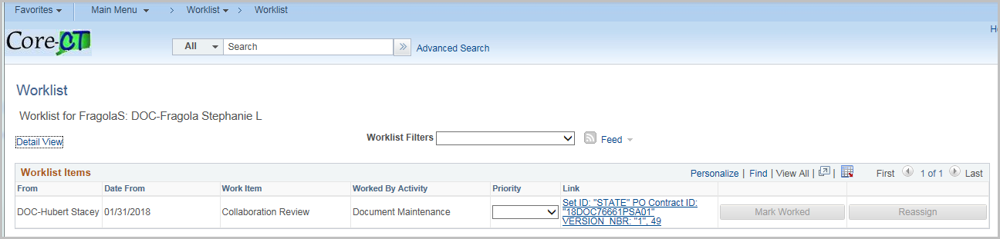 Favorites Main Menu > Worklist > Worklist
Ho
Core-CT
All Search » Advanced Search
Worklist
Worklist for FragolaS: DOC-Fragola Stephanie L
Detail View Worklist Filters Feed
Worklist Items Personalize | Find | View All | | First 1 of 1 Last
From Date From Work Item Worked By Activity Priority Link
DOC-Hubert Stacey 01/31/2018 Collaboration Review Document Maintenance Set ID: "STATE" PO Contract ID:
"18DOC76661PSA01"
VERSION_NBR: "1", 49
Mark Worked Reassign